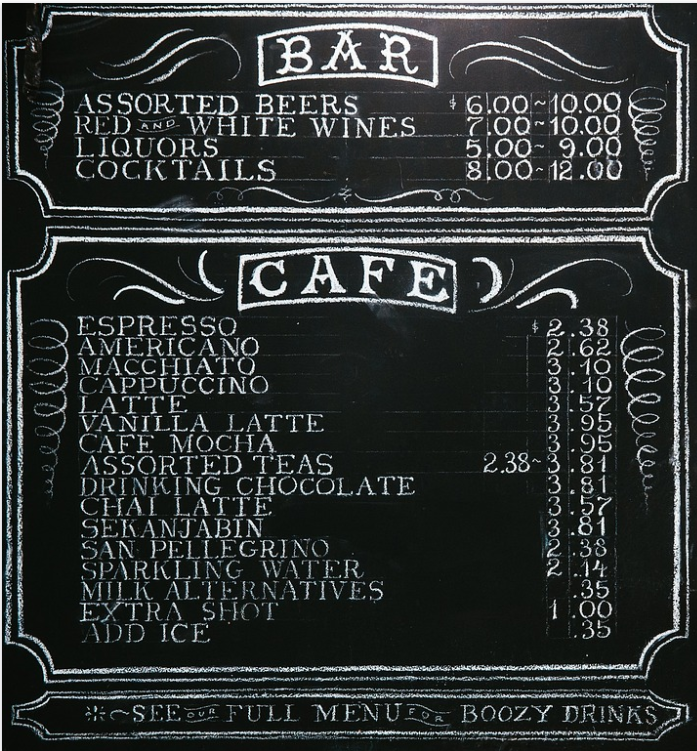 BAR
ASSORTED BEERS $ 6.00~10.00
RED AND WHITE WINES 7.00~10.00
LIQUORS 5.00~ 9.00
COCKTAILS 8.00~12.00
CAFE
ESPRESSO $ 2.38
AMERICANO 2.62
MACCHIATO 3.10
CAPPUCCINO 3.10
LATTE 3.57
VANILLA LATTE 3.95
CAFE MOCHA 3.95
ASSORTED TEAS 2.38~3.81
DRINKING CHOCOLATE 3.81
CHAI LATTE 3.57
SEKANJABIN 3.81
SAN PELLEGRINO 2.38
SPARKLING WATER 2.14
MILK ALTERNATIVES .35
EXTRA SHOT 1.00
ADD ICE .35
*~SEE OUR FULL MENU FOR BOOZY DRINKS